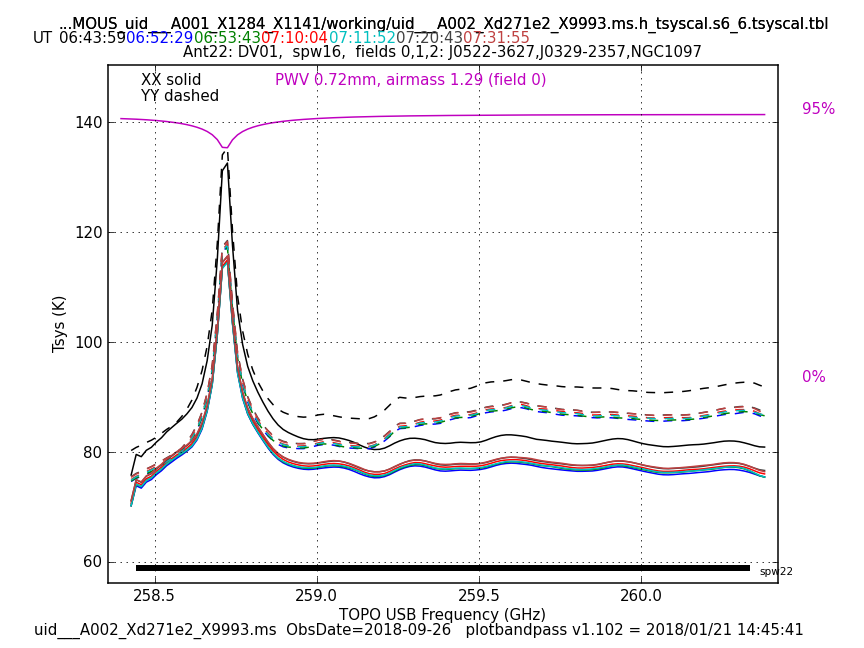 ...MOUS_uid___A001_X1284_X1141/working/uid___A002_Xd271e2_X9993.ms.h_tsyscal.s6_6.tsyscal.tbl
UT 06:43:59 06:52:29 06:53:43 07:10:04 07:11:52 07:20:43 07:31:55
Ant22: DV01, spw16, fields 0,1,2: J0522-3627,J0329-2357,NGC1097
XX solid
PWV 0.72mm, airmass 1.29 (field 0)
YY dashed
95%
140
120
100
80
60
0%
Tsys (K)
spw22
258.5 259.0 259.5 260.0
TOPO USB Frequency (GHz)
uid___A002_Xd271e2_X9993.ms ObsDate=2018-09-26 plotbandpass v1.102 = 2018/01/21 14:45:41